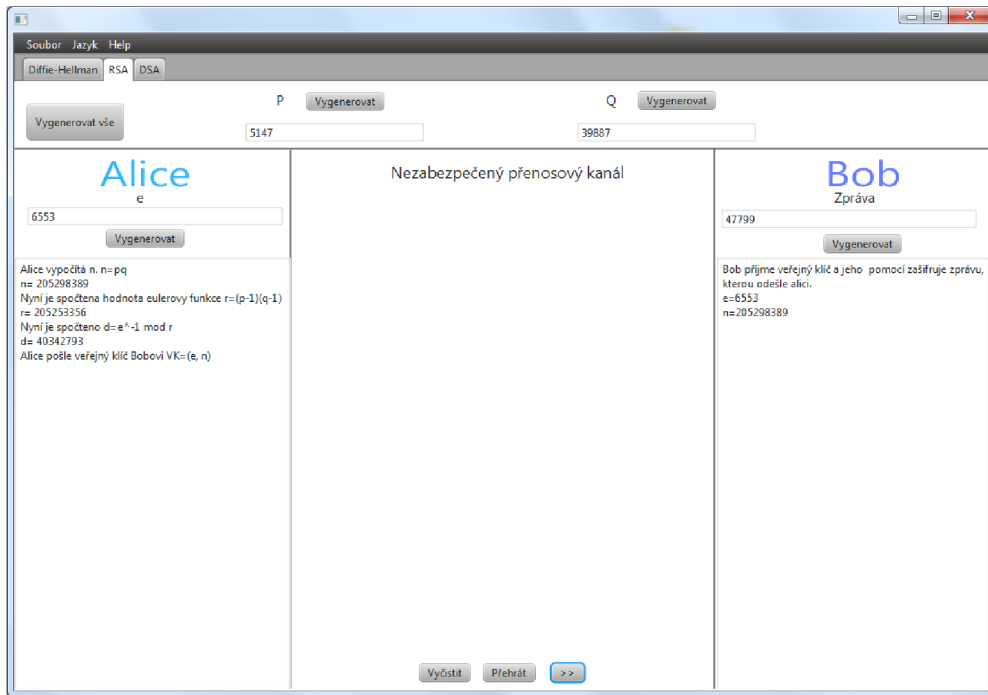 Soubor Jazyk Help
Diffie-Hellman RSA DSA
Vygenerovat vše
P Vygenerovat
5147
Q Vygenerovat
39887
Alice
e
6553
Vygenerovat
Alice vypočítá n. n=pq
n= 205298389
Nyní je spočtena hodnota eulerovy funkce r=(p-1)(q-1)
r= 205253356
Nyní je spočteno d=e^-1 mod r
d= 40342793
Alice pošle veřejný klíč Bobovi VK=(e, n)
Nezabezpečený přenosový kanál
Vyčistit Přehrát >>
Bob
Zpráva
47799
Vygenerovat
Bob příjme veřejný klíč a jeho pomocí zašifruje zprávu,
kterou odešle alici.
e=6553
n=205298389